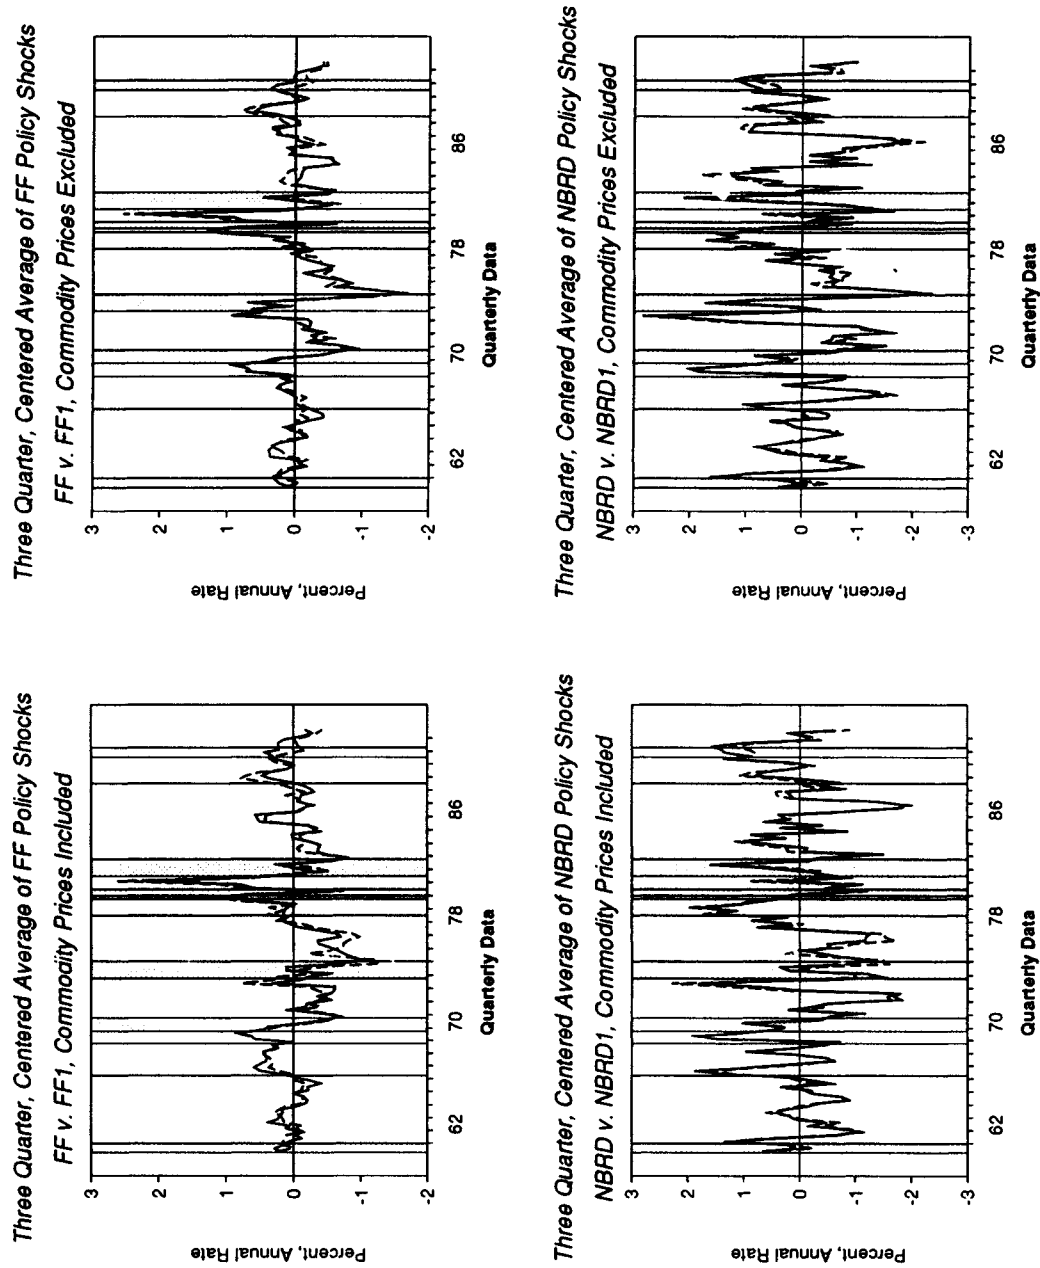 Three Quarter, Centered Average of FF Policy Shocks
FF v. FF1, Commodity Prices Included
Percent, Annual Rate
3
2
1
0
-1
-2
62
70
78
86
Quarterly Data
Three Quarter, Centered Average of FF Policy Shocks
FF v. FF1, Commodity Prices Excluded
Percent, Annual Rate
3
2
1
0
-1
-2
62
70
78
86
Quarterly Data
Three Quarter, Centered Average of NBRD Policy Shocks
NBRD v. NBRD1, Commodity Prices Included
Percent, Annual Rate
3
2
1
0
-1
-2
-3
62
70
78
86
Quarterly Data
Three Quarter, Centered Average of NBRD Policy Shocks
NBRD v. NBRD1, Commodity Prices Excluded
Percent, Annual Rate
3
2
1
0
-1
-2
-3
62
70
78
86
Quarterly Data